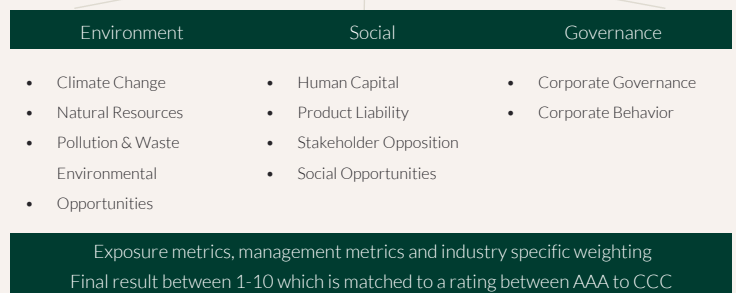 Environment
Social
Governance
• Climate Change
• Natural Resources
• Pollution & Waste
Environmental
• Opportunities
• Human Capital
• Product Liability
• Stakeholder Opposition
• Social Opportunities
• Corporate Governance
• Corporate Behavior
Exposure metrics, management metrics and industry specific weighting
Final result between 1-10 which is matched to a rating between AAA to CCC